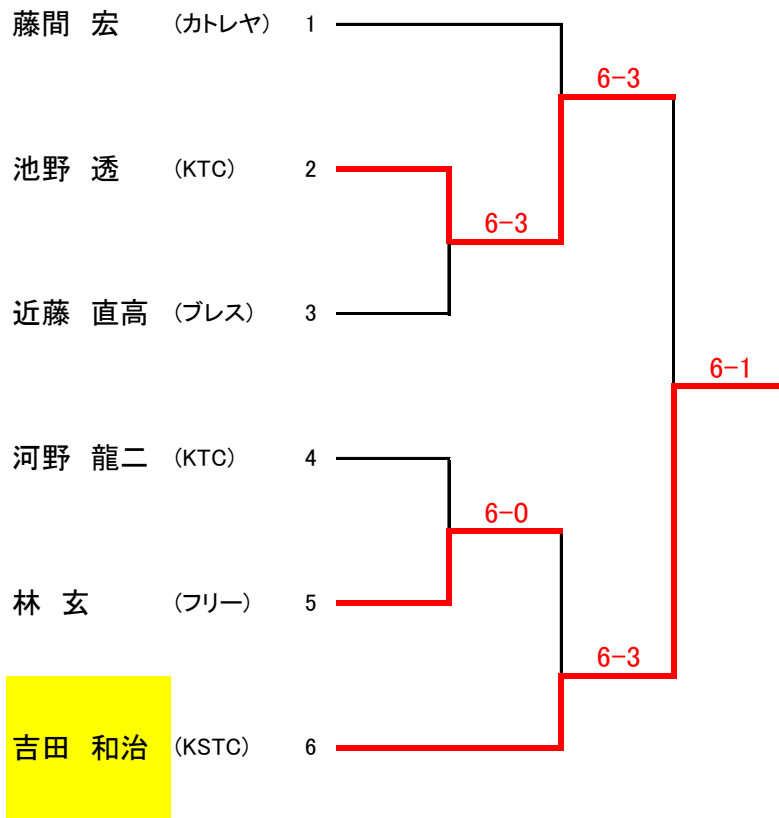 藤間 宏 (カトレヤ) 1
6-3
池野 透 (KTC) 2
6-3
近藤 直高 (ブレス) 3
6-1
河野 龍二 (KTC) 4
6-0
林 玄 (フリー) 5
6-3
吉田 和治 (KSTC) 6